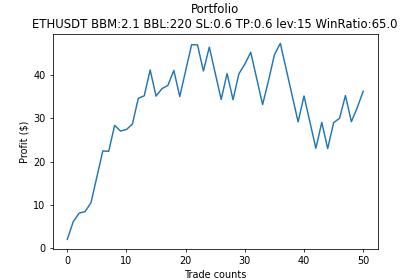 Portfolio
ETHUSDT BBM:2.1 BBL:220 SL:0.6 TP:0.6 lev:15 WinRatio:65.0
Profit ($)
40
30
20
10
0
0 10 20 30 40 50
Trade counts